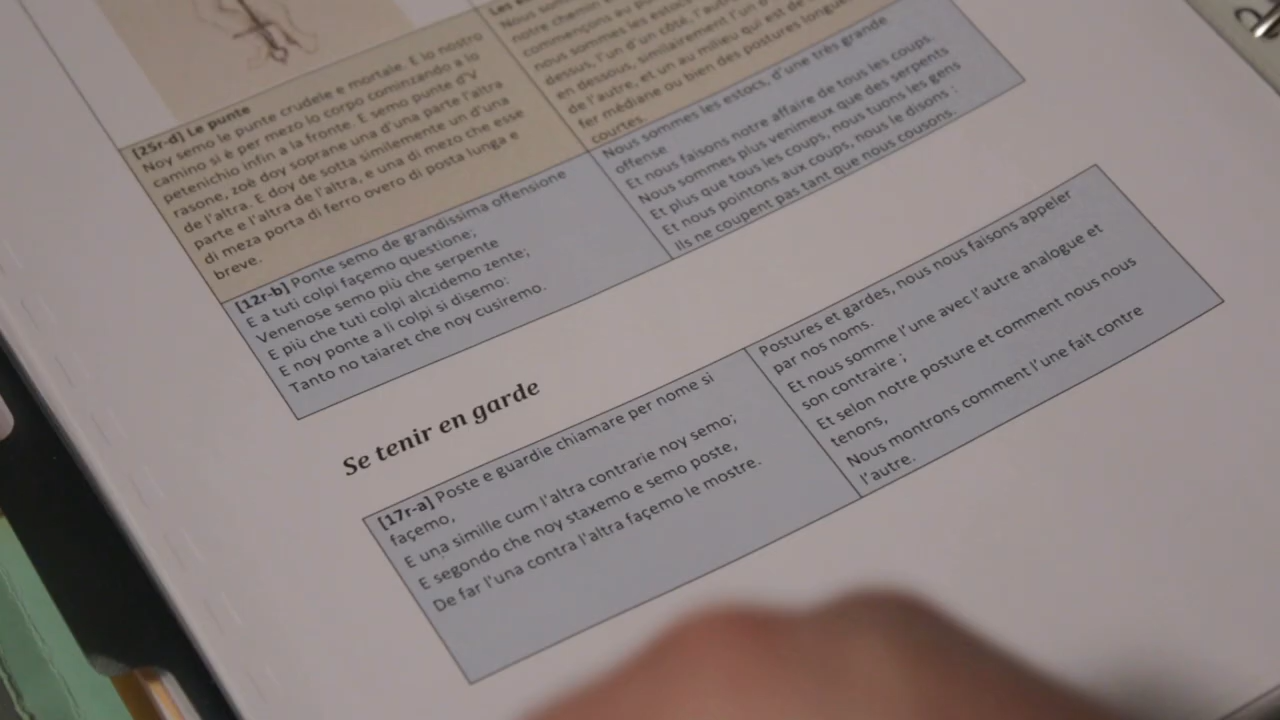 [25r-d] Le punte
Noy semo le punte crudele e mortale. E lo nostro
camino si è per mezo lo corpo cominzando a lo
petenichio infin a la fronte. E semo punte d'V
rasone, zoè doy soprane una d'una parte l'altra
de l'altra. E doy de sotta similemente un d'una
parte e l'altra de l'altra, e una di mezo che esse
di meza porta di ferro overo di posta lunga e
breve.
notre chemin
commençons au
nous sommes les estocs
dessus, l'un d'un côté, l'autre
en dessous, similairement l'un d
de l'autre, et un au milieu qui est de
fer médiane ou bien des postures longue
courtes.
[12r-b] Ponte semo de grandissima offensione
E a tuti colpi façemo questione;
Venenose semo più che serpente
E più che tuti colpi alczidemo zente;
E noy ponte a li colpi si disemo:
Tanto no taiaret che noy cusiremo.
Nous sommes les estocs, d'une très grande
offense
Et nous faisons notre affaire de tous les coups.
Nous sommes plus venimeux que des serpents
Et plus que tous les coups, nous tuons les gens
Et nous pointons aux coups, nous le disons :
Ils ne coupent pas tant que nous cousons.
Se tenir en garde
[17r-a] Poste e guardie chiamare per nome si
façemo,
E una simille cum l'altra contrarie noy semo;
E segondo che noy staxemo e semo poste,
De far l'una contra l'altra façemo le mostre.
Postures et gardes, nous nous faisons appeler
par nos noms.
Et nous somme l'une avec l'autre analogue et
son contraire ;
Et selon notre posture et comment nous nous
tenons,
Nous montrons comment l'une fait contre
l'autre.